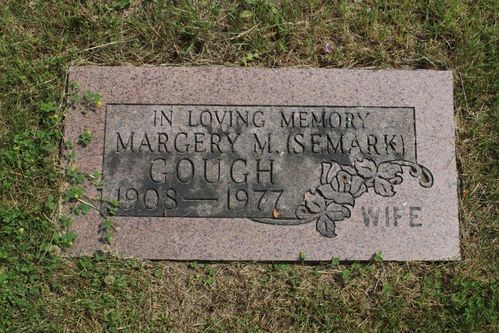 IN LOVING MEMORY
MARGERY M. (SEMARK)
GOUGH
1908 — 1977
WIFE